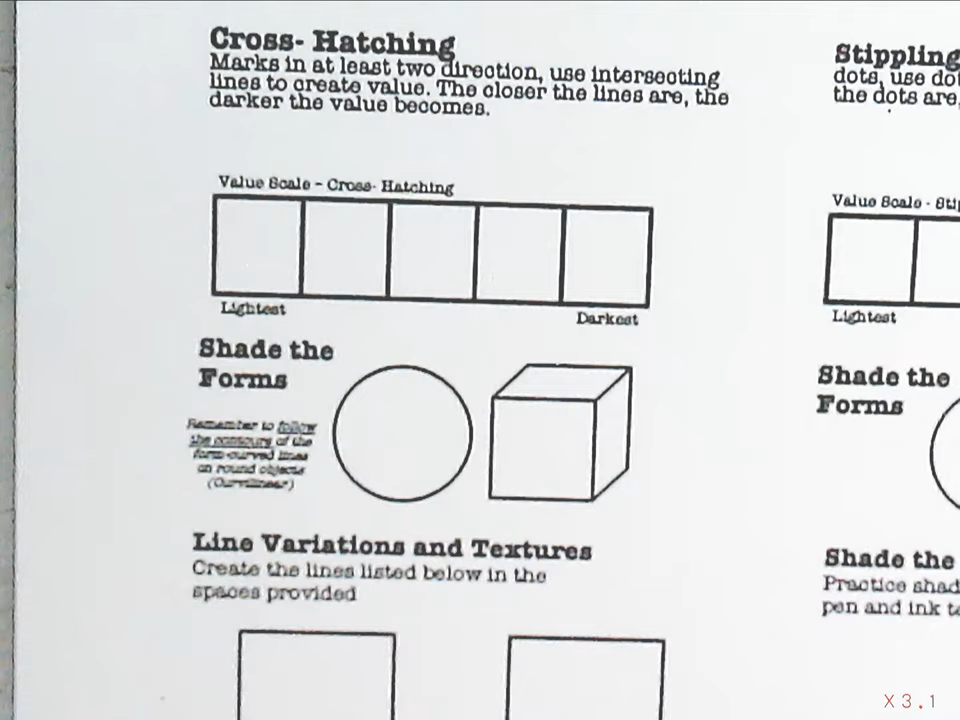 Cross- Hatching
Marks in at least two direction, use intersecting
lines to create value. The closer the lines are, the
darker the value becomes.
Value Scale - Cross- Hatching
Lightest
Darkest
Shade the
Forms
Remember to follow
the contours of the
form-curved lines
on round objects
(Curvilinear)
Line Variations and Textures
Create the lines listed below in the
spaces provided
Stippling
dots, use
the dots are,
Value Scale -
Lightest
Shade the
Forms
Shade the
Practice
pen and ink
X3.1